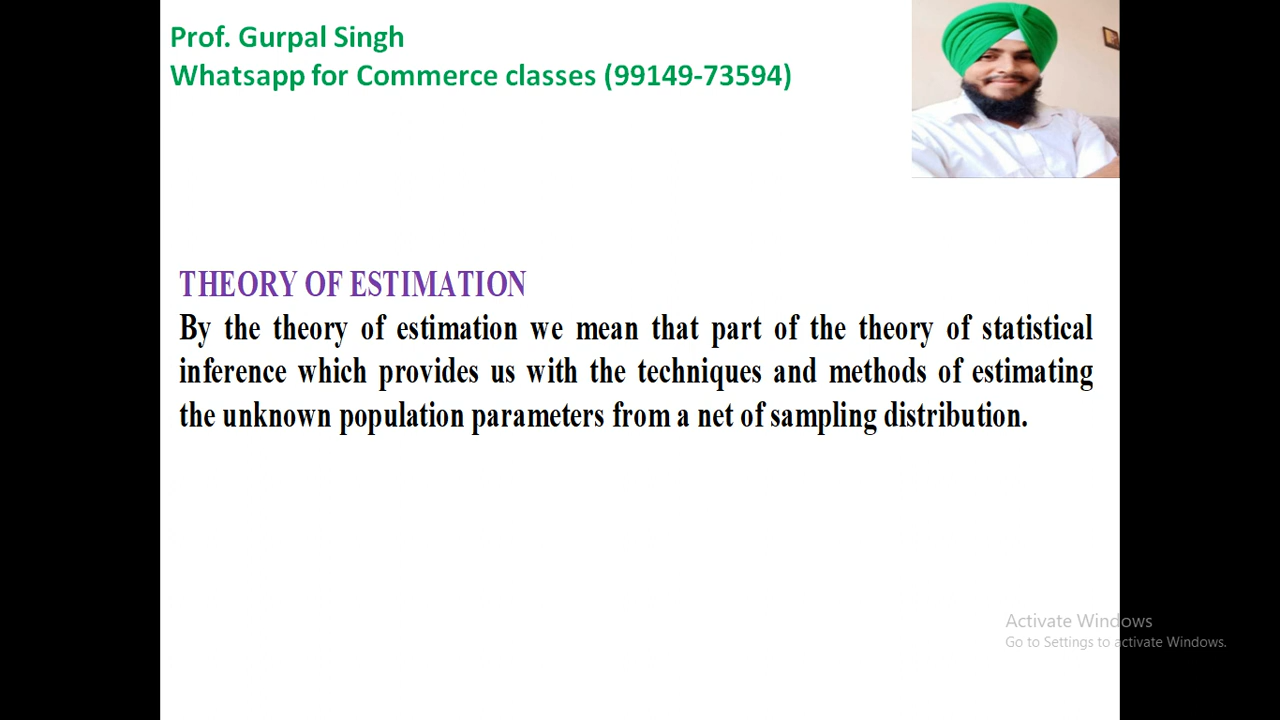 Prof. Gurpal Singh
Whatsapp for Commerce classes (99149-73594)
THEORY OF ESTIMATION
By the theory of estimation we mean that part of the theory of statistical
inference which provides us with the techniques and methods of estimating
the unknown population parameters from a net of sampling distribution.
Activate Windows
Go to Settings to activate Windows.